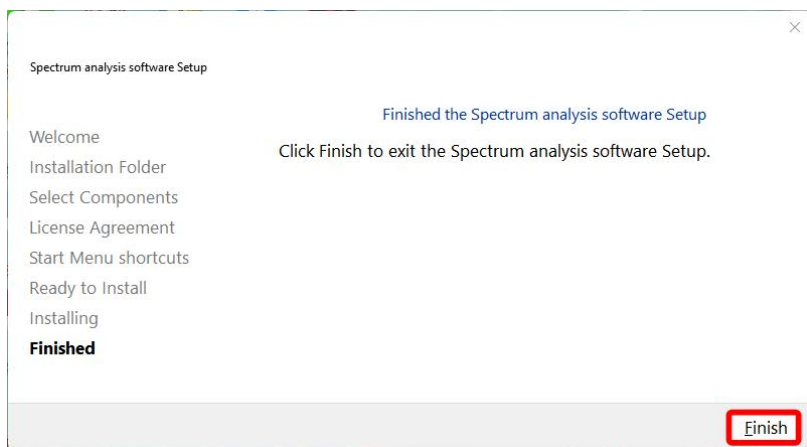 Spectrum analysis software Setup
Finished the Spectrum analysis software Setup
Click Finish to exit the Spectrum analysis software Setup.
Welcome
Installation Folder
Select Components
License Agreement
Start Menu shortcuts
Ready to Install
Installing
Finished
Finish